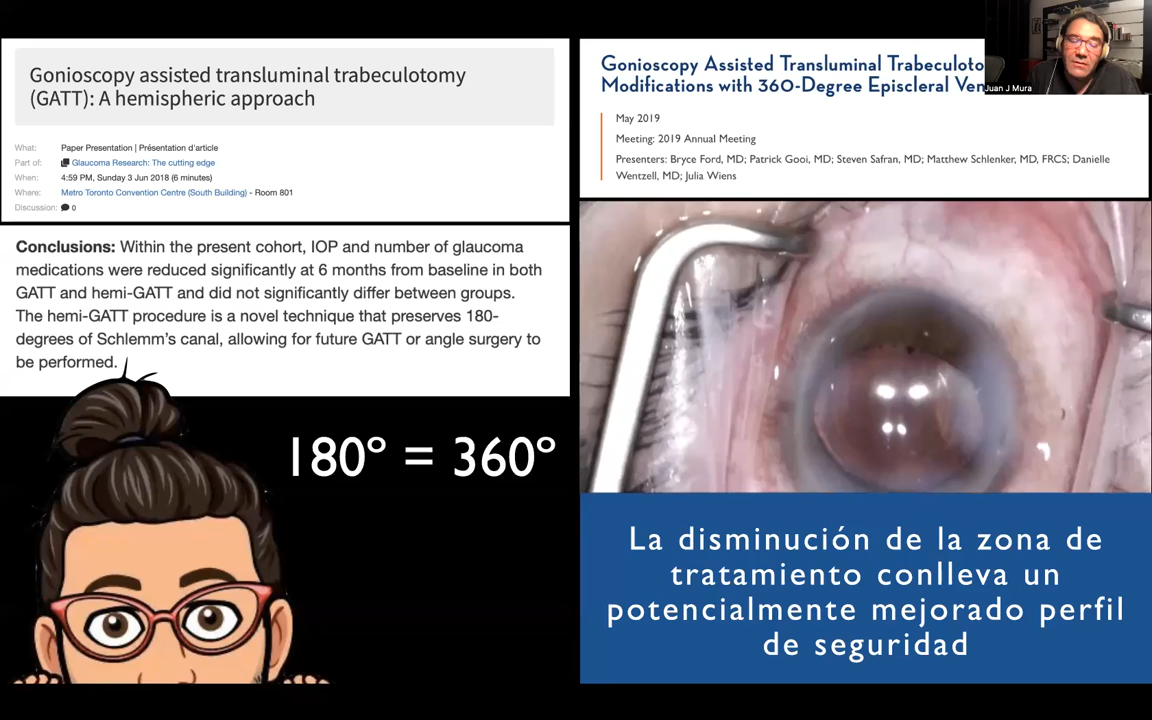 Gonioscopy assisted transluminal trabeculotomy
(GATT): A hemispheric approach
What: Paper Presentation | Présentation d'article
Part of: Glaucoma Research: The cutting edge
When: 4:59 PM, Sunday 3 Jun 2018 (6 minutes)
Where: Metro Toronto Convention Centre (South Building) - Room 801
Discussion: 0
Conclusions: Within the present cohort, IOP and number of glaucoma
medications were reduced significantly at 6 months from baseline in both
GATT and hemi-GATT and did not significantly differ between groups.
The hemi-GATT procedure is a novel technique that preserves 180-
degrees of Schlemm's canal, allowing for future GATT or angle surgery to
be performed.
180º = 360º
Gonioscopy Assisted Transluminal Trabeculoto
Modifications with 360-Degree Episcleral Ven
Juan J Mura
May 2019
Meeting: 2019 Annual Meeting
Presenters: Bryce Ford, MD; Patrick Gooi, MD; Steven Safran, MD; Matthew Schlenker, MD, FRCS; Danielle
Wentzell, MD; Julia Wiens
La disminución de la zona de
tratamiento conlleva un
potencialmente mejorado perfil
de seguridad